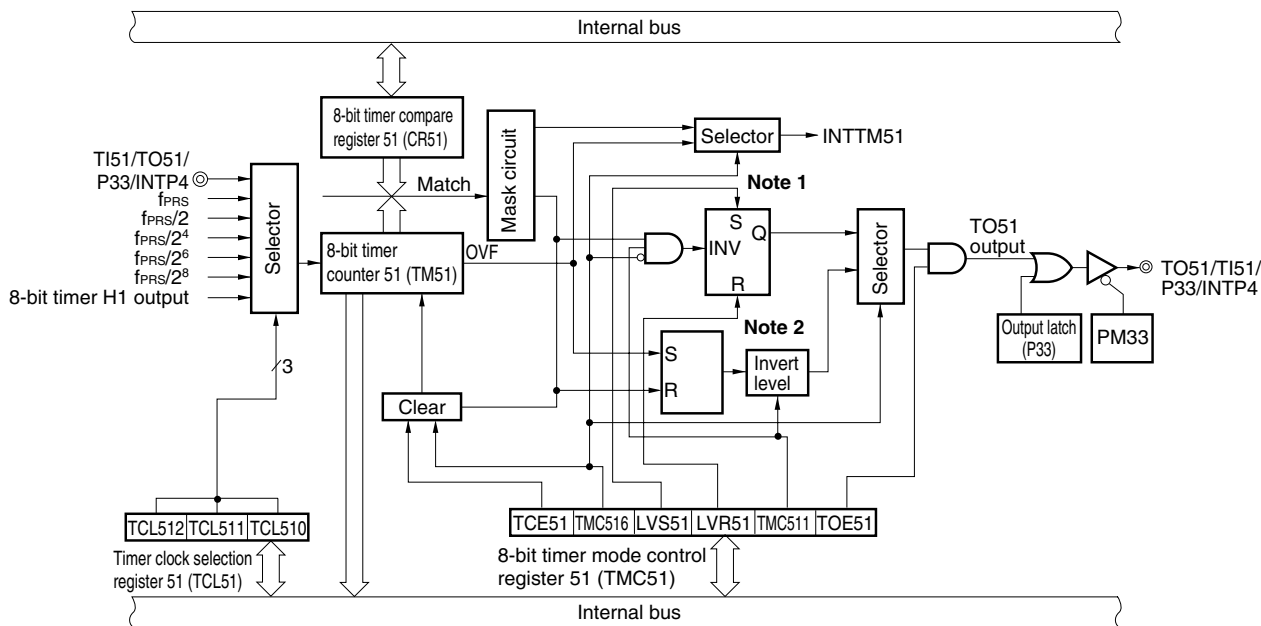 Internal bus
8-bit timer compare
register 51 (CR51)
TI51/TO51/
P33/INTP4
fPRS
fPRS/2
fPRS/2⁴
fPRS/2⁶
fPRS/2⁸
8-bit timer H1 output
Selector
3
Match
8-bit timer
counter 51 (TM51)
OVF
Mask circuit
Clear
Selector
INTTM51
Note 1
S
INV
Q
R
Note 2
S
R
Invert
level
Selector
TO51
output
Output latch
(P33)
PM33
TO51/TI51/
P33/INTP4
TCL512 TCL511 TCL510
Timer clock selection
register 51 (TCL51)
TCE51 TMC516 LVS51 LVR51 TMC511 TOE51
8-bit timer mode control
register 51 (TMC51)
Internal bus